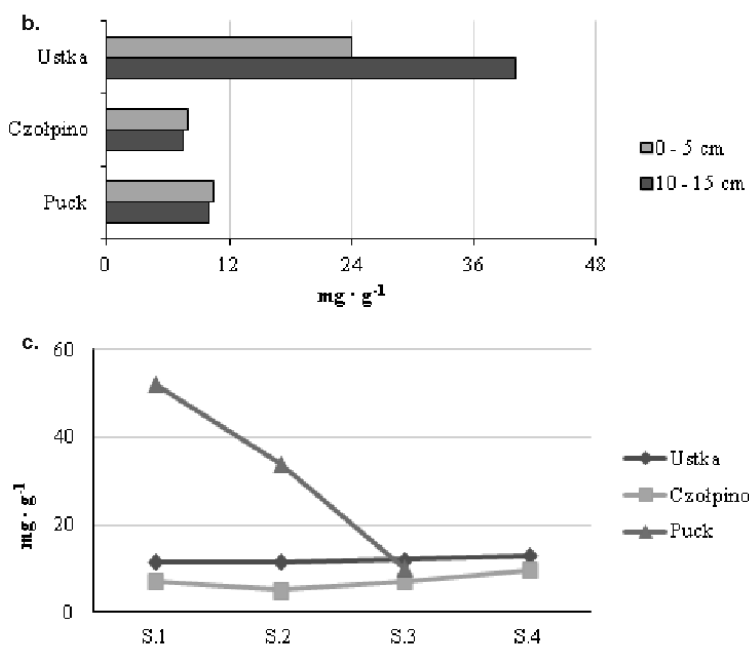 b.
Ustka
Czołpino
Puck
0 12 24 36 48
mg · g⁻¹
0 - 5 cm
10 - 15 cm
c.
60
40
20
0
mg · g⁻¹
S.1 S.2 S.3 S.4
Ustka
Czołpino
Puck